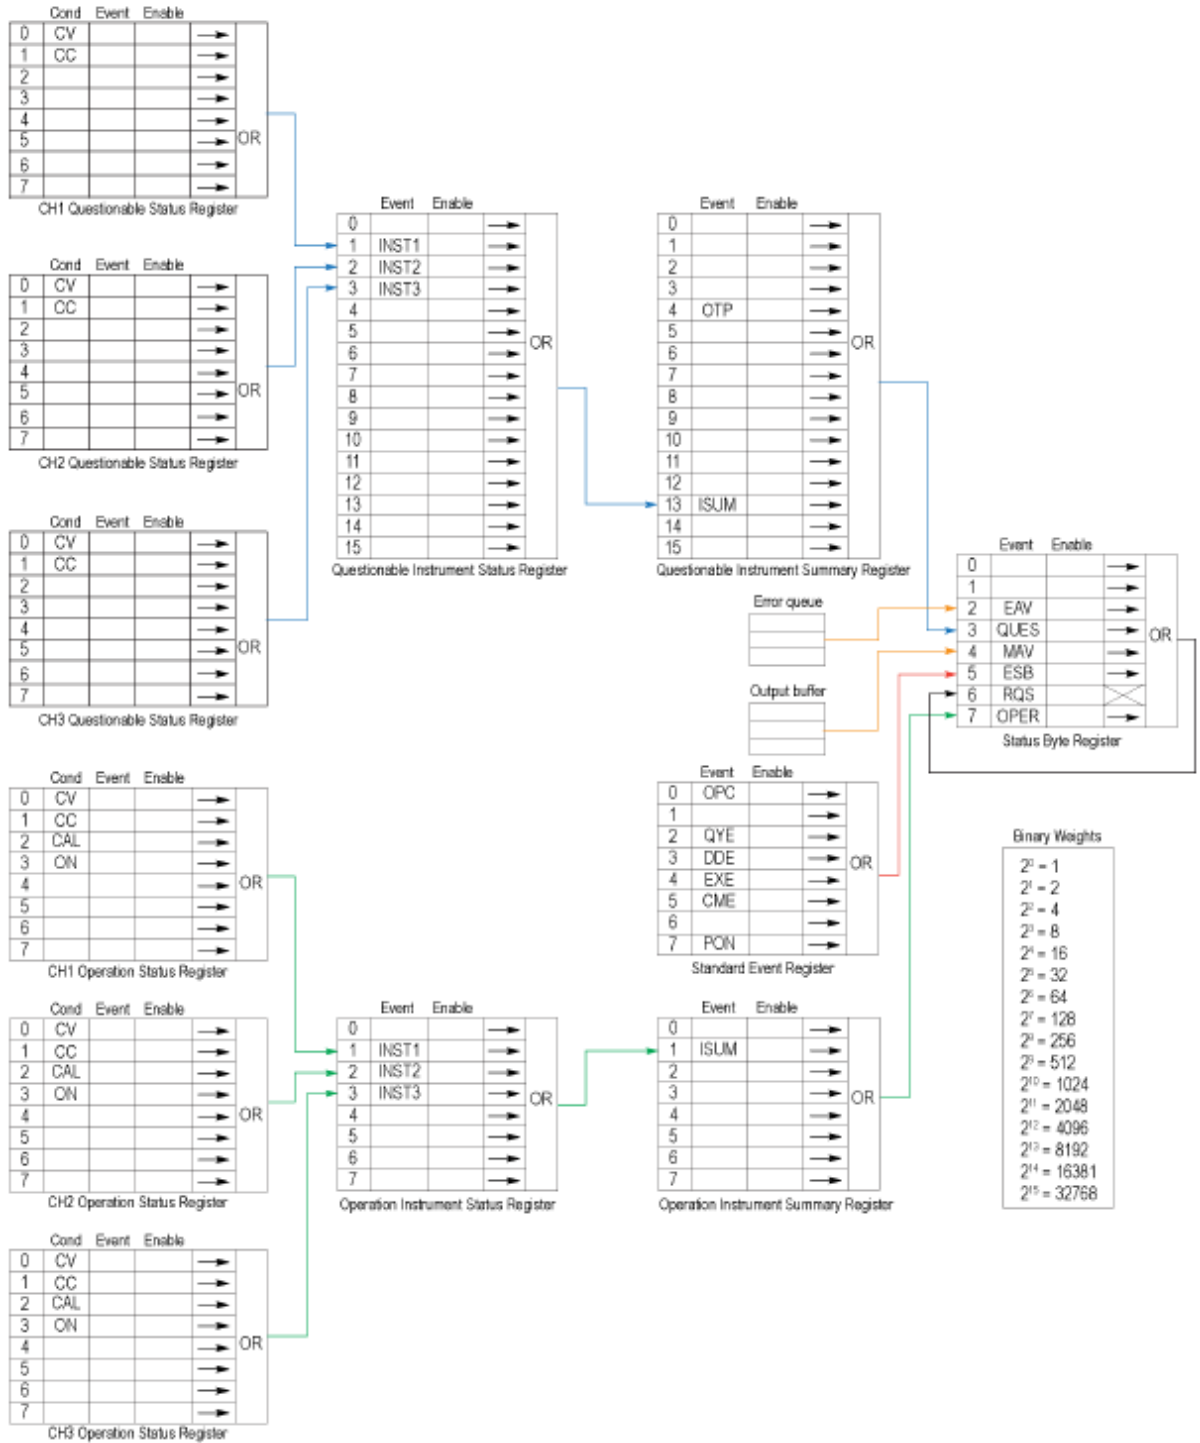 Cond Event Enable
0 CV
1 CC
2
3
4
5
6
7
OR
CH1 Questionable Status Register
Cond Event Enable
0 CV
1 CC
2
3
4
5
6
7
OR
CH2 Questionable Status Register
Cond Event Enable
0 CV
1 CC
2
3
4
5
6
7
OR
CH3 Questionable Status Register
Event Enable
0
1 INST1
2 INST2
3 INST3
4
5
6
7
8
9
10
11
12
13
14
15
OR
Questionable Instrument Status Register
Event Enable
0
1
2
3
4 OTP
5
6
7
8
9
10
11
12
13 ISUM
14
15
OR
Questionable Instrument Summary Register
Error queue
Output buffer
Event Enable
0
1
2 EAV
3 QUES
4 MAV
5 ESB
6 RQS
7 OPER
OR
Status Byte Register
Event Enable
0 OPC
1
2 QYE
3 DDE
4 EXE
5 CME
6
7 PON
OR
Standard Event Register
Cond Event Enable
0 CV
1 CC
2 CAL
3 ON
4
5
6
7
OR
CH1 Operation Status Register
Cond Event Enable
0 CV
1 CC
2 CAL
3 ON
4
5
6
7
OR
CH2 Operation Status Register
Cond Event Enable
0 CV
1 CC
2 CAL
3 ON
4
5
6
7
OR
CH3 Operation Status Register
Event Enable
0
1 INST1
2 INST2
3 INST3
4
5
6
7
OR
Operation Instrument Status Register
Event Enable
0
1 ISUM
2
3
4
5
6
7
OR
Operation Instrument Summary Register
Binary Weights
2⁰ = 1
2¹ = 2
2² = 4
2³ = 8
2⁴ = 16
2⁵ = 32
2⁶ = 64
2⁷ = 128
2⁸ = 256
2⁹ = 512
2¹⁰ = 1024
2¹¹ = 2048
2¹² = 4096
2¹³ = 8192
2¹⁴ = 16381
2¹⁵ = 32768